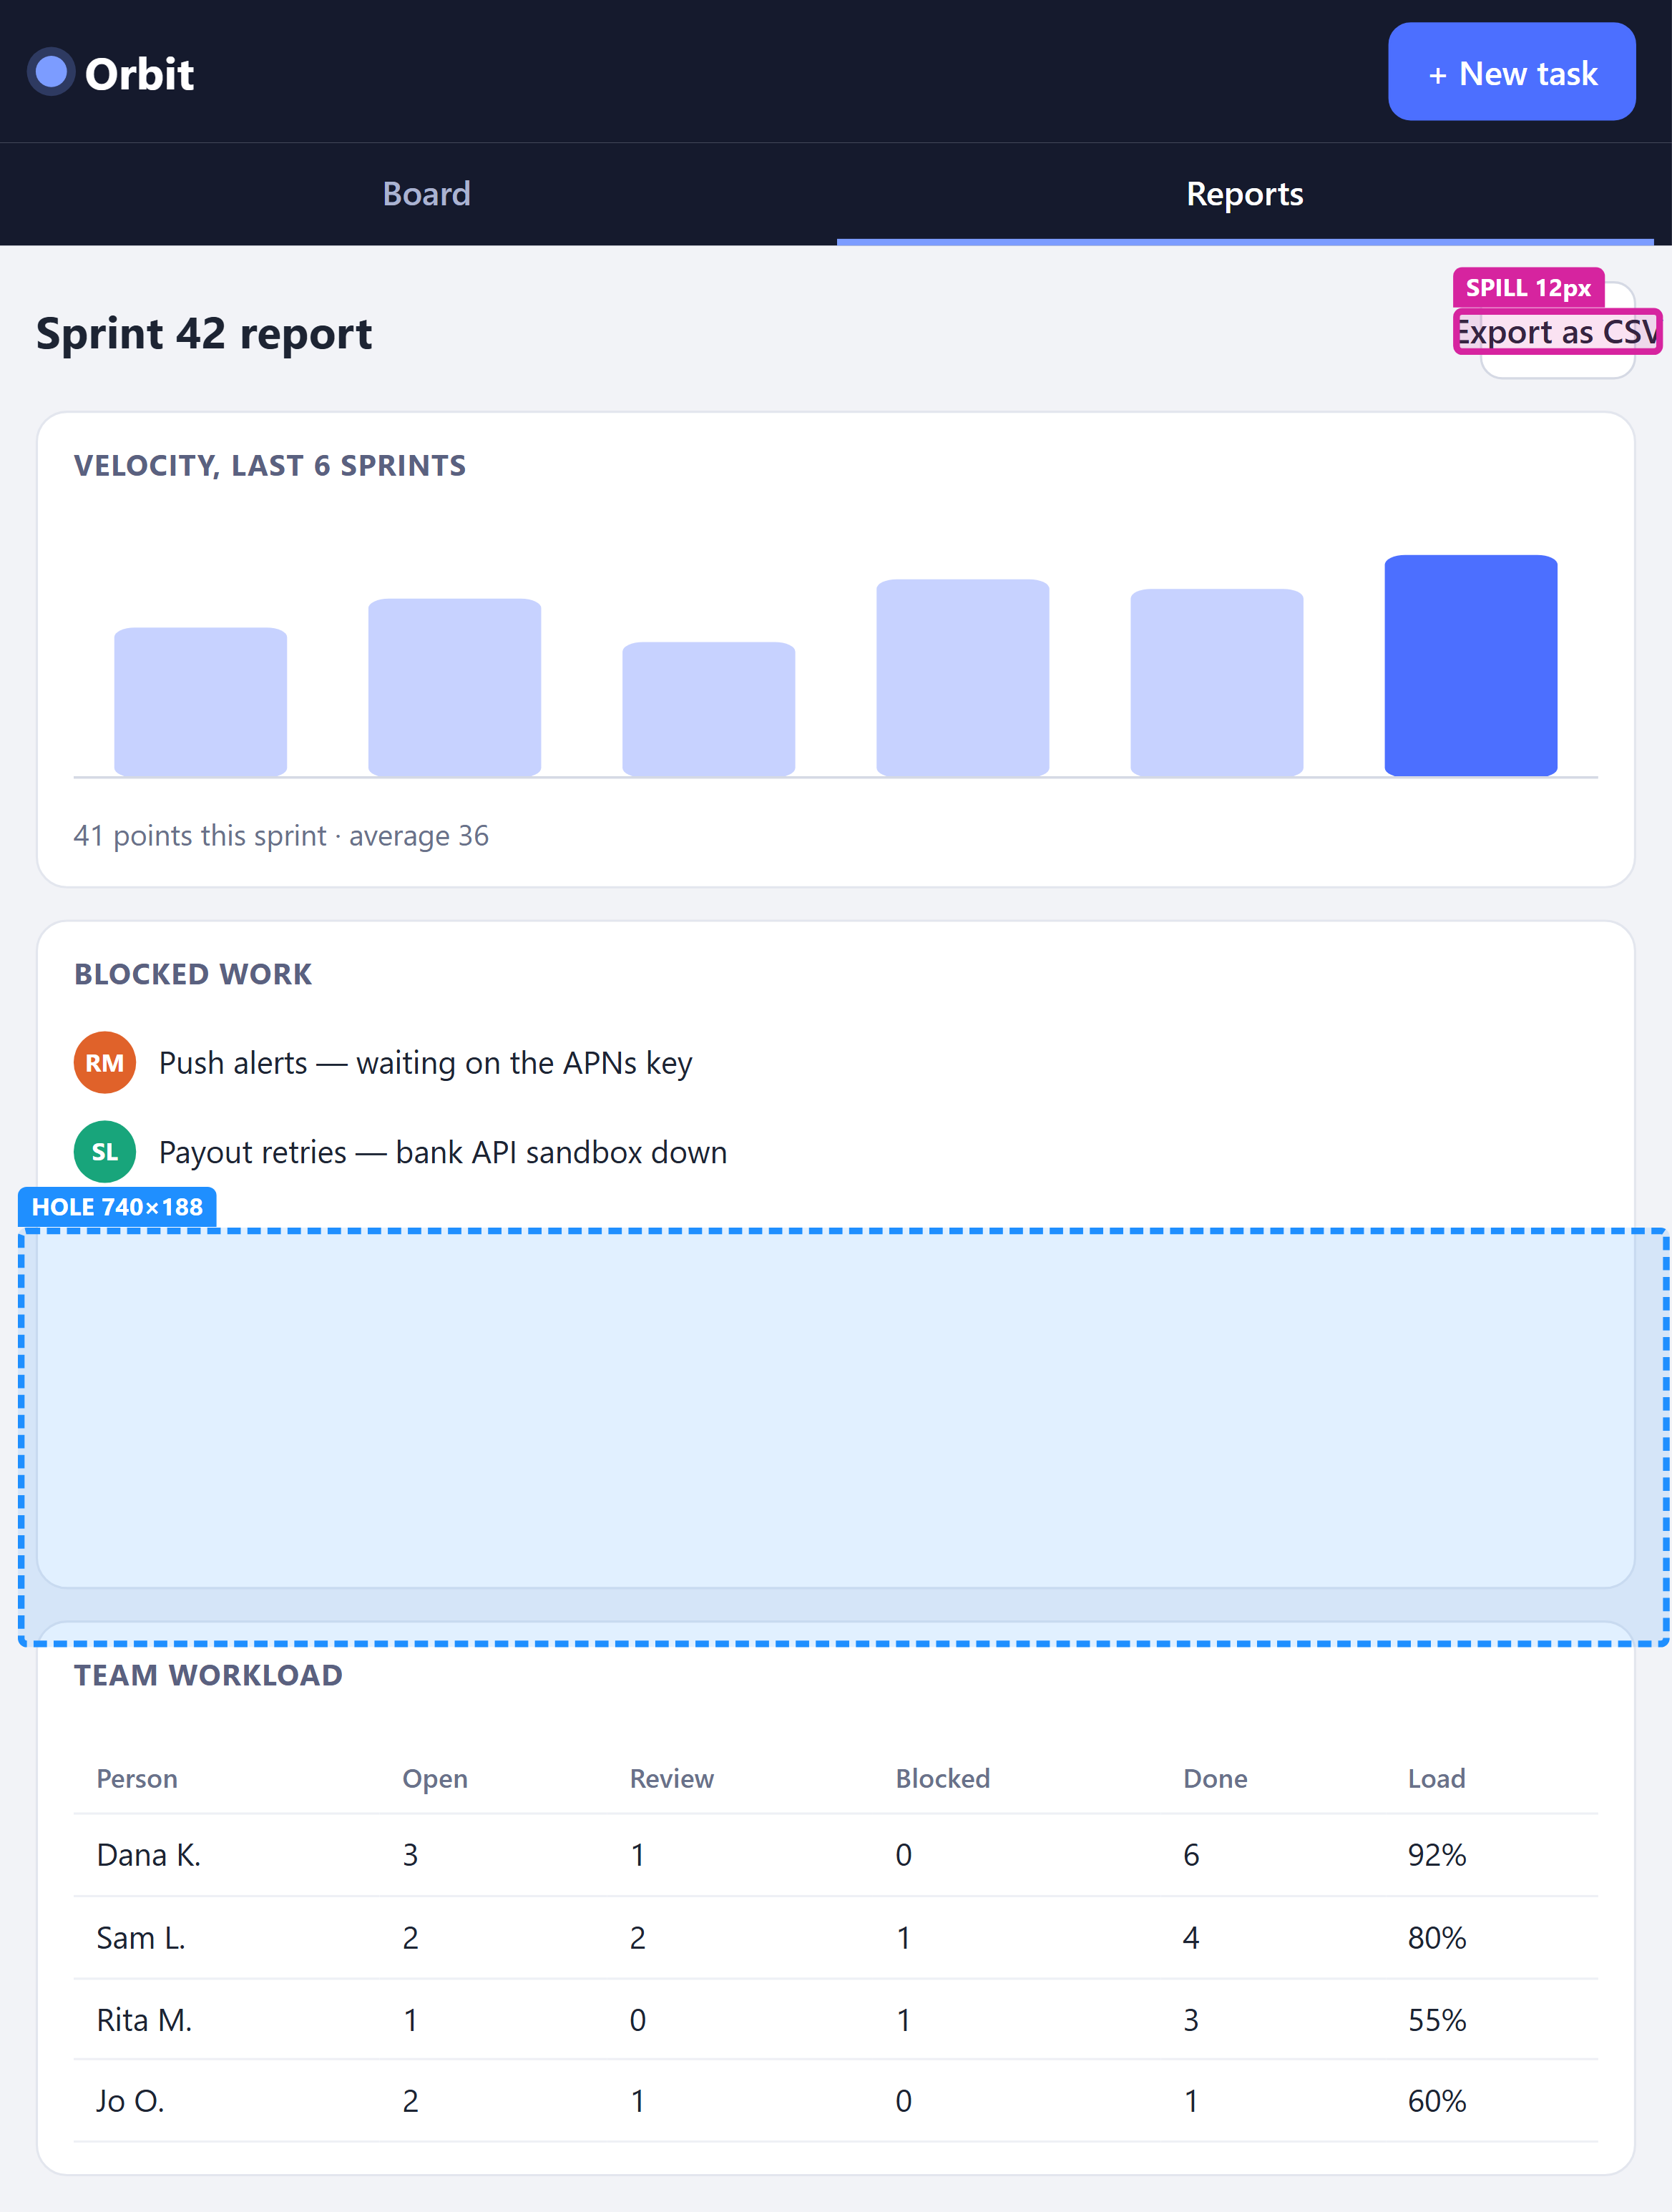 Orbit
+ New task
Board
Reports
SPILL 12px
Sprint 42 report
Export as CSV
VELOCITY, LAST 6 SPRINTS
41 points this sprint · average 36
BLOCKED WORK
RM Push alerts — waiting on the APNs key
SL Payout retries — bank API sandbox down
HOLE 740×188
TEAM WORKLOAD
Person Open Review Blocked Done Load
Dana K. 3 1 0 6 92%
Sam L. 2 2 1 4 80%
Rita M. 1 0 1 3 55%
Jo O. 2 1 0 1 60%